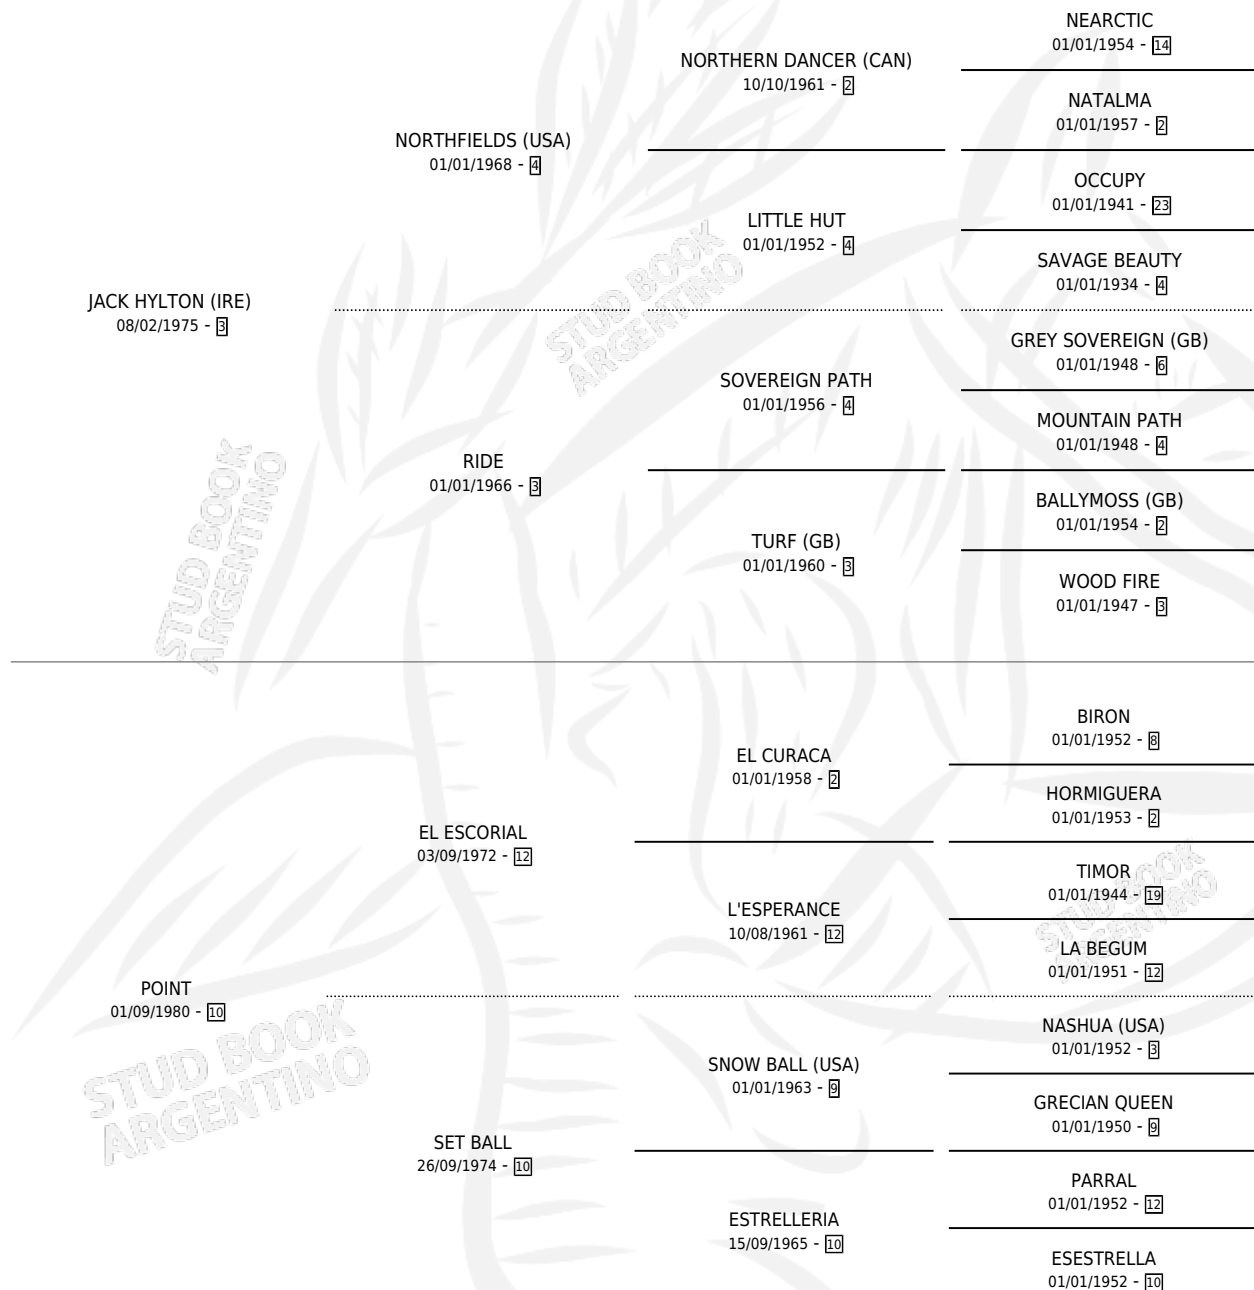 NEARCTIC
01/01/1954 - 14
NORTHERN DANCER (CAN)
10/10/1961 - 2
NATALMA
01/01/1957 - 2
NORTHFIELDS (USA)
01/01/1968 - 4
OCCUPY
01/01/1941 - 23
LITTLE HUT
01/01/1952 - 4
SAVAGE BEAUTY
01/01/1934 - 4
JACK HYLTON (IRE)
08/02/1975 - 3
GREY SOVEREIGN (GB)
01/01/1948 - 6
SOVEREIGN PATH
01/01/1956 - 4
MOUNTAIN PATH
01/01/1948 - 4
RIDE
01/01/1966 - 3
BALLYMOSS (GB)
01/01/1954 - 2
TURF (GB)
01/01/1960 - 3
WOOD FIRE
01/01/1947 - 3
BIRON
01/01/1952 - 8
EL CURACA
01/01/1958 - 2
HORMIGUERA
01/01/1953 - 2
EL ESCORIAL
03/09/1972 - 12
TIMOR
01/01/1944 - 19
L'ESPERANCE
10/08/1961 - 12
LA BEGUM
01/01/1951 - 12
POINT
01/09/1980 - 10
NASHUA (USA)
01/01/1952 - 3
SNOW BALL (USA)
01/01/1963 - 9
GRECIAN QUEEN
01/01/1950 - 9
SET BALL
26/09/1974 - 10
PARRAL
01/01/1952 - 12
ESTRELLERIA
15/09/1965 - 10
ESESTRELLA
01/01/1952 - 10
STUD BOOK
ARGENTINO
STUD BOOK
ARGENTINO
STUD BOOK
ARGENTINO
STUD BOOK
ARGENTINO